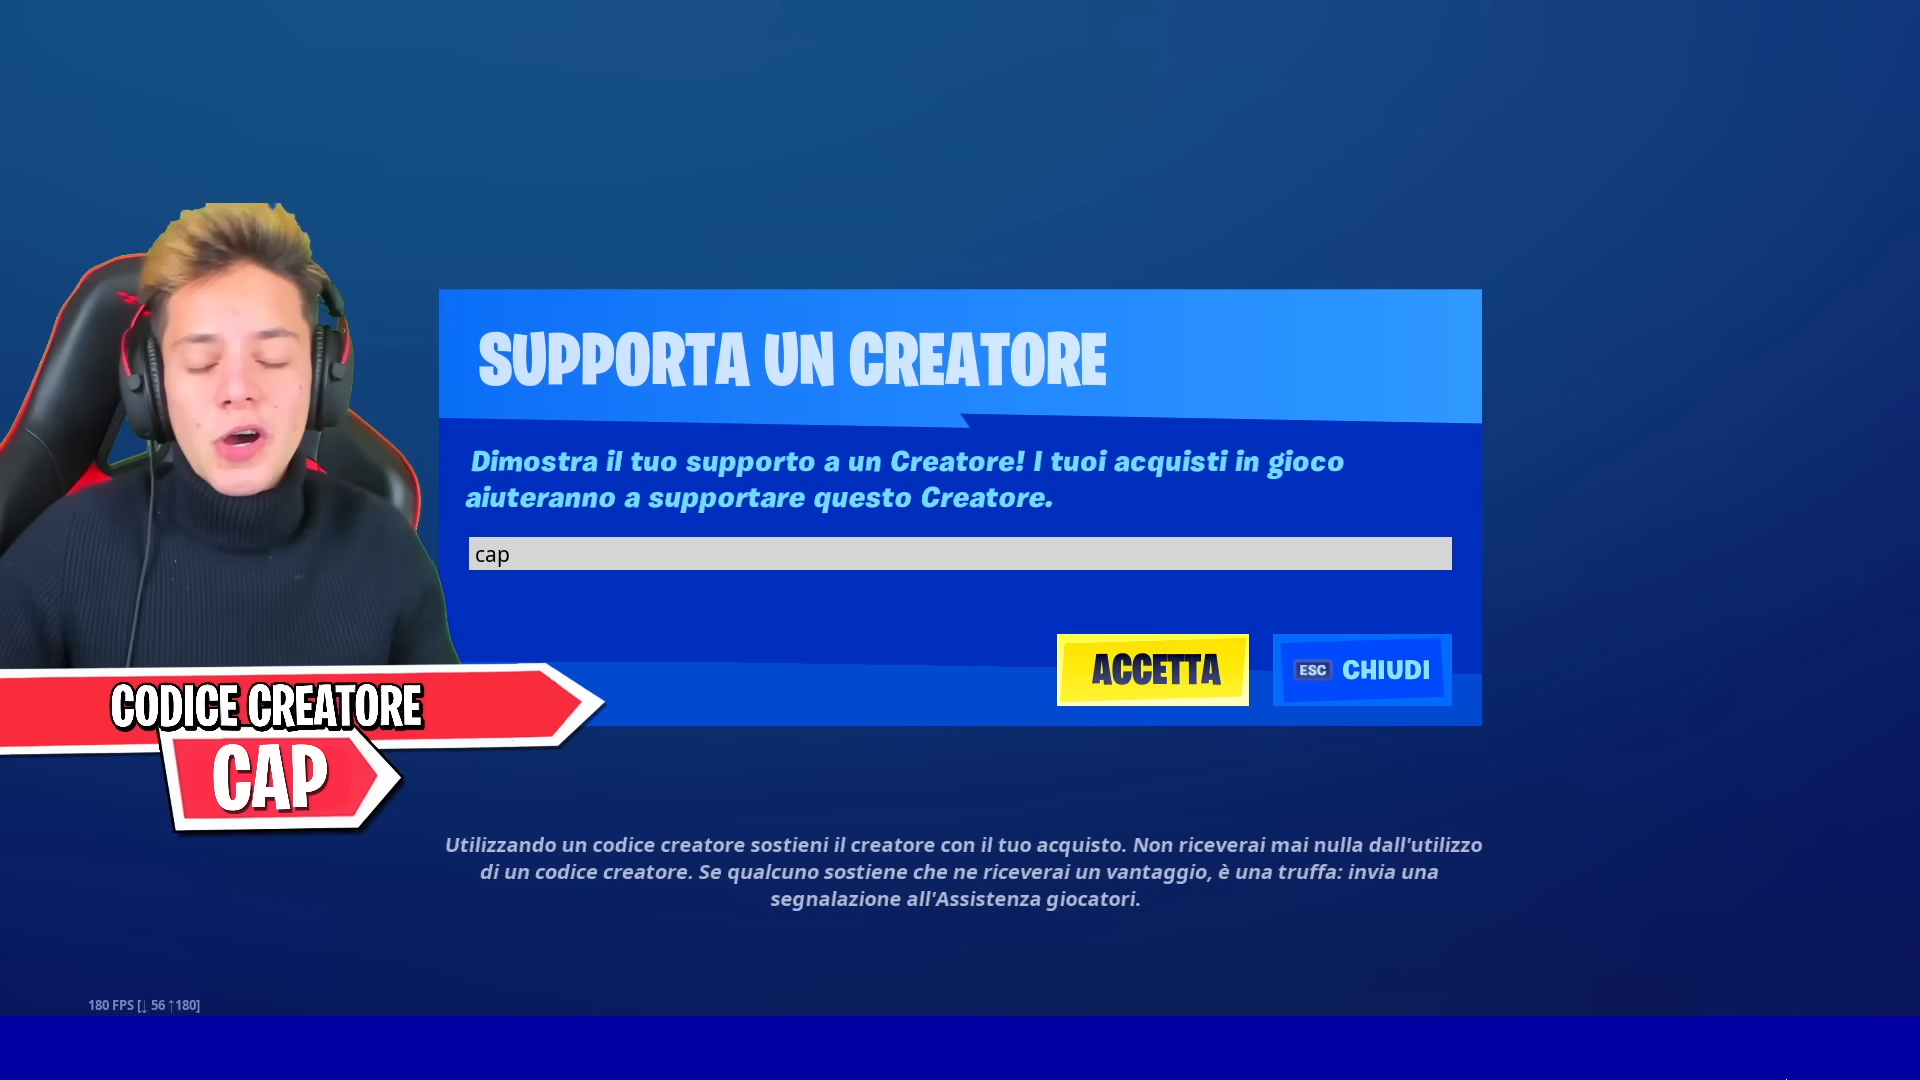 SUPPORTA UN CREATORE
Dimostra il tuo supporto a un Creatore! I tuoi acquisti in gioco
aiuteranno a supportare questo Creatore.
cap
ACCETTA
ESC CHIUDI
CODICE CREATORE
CAP
Utilizzando un codice creatore sostieni il creatore con il tuo acquisto. Non riceverai mai nulla dall'utilizzo
di un codice creatore. Se qualcuno sostiene che ne riceverai un vantaggio, è una truffa: invia una
segnalazione all'Assistenza giocatori.
180 FPS [↓ 56 ↑180]